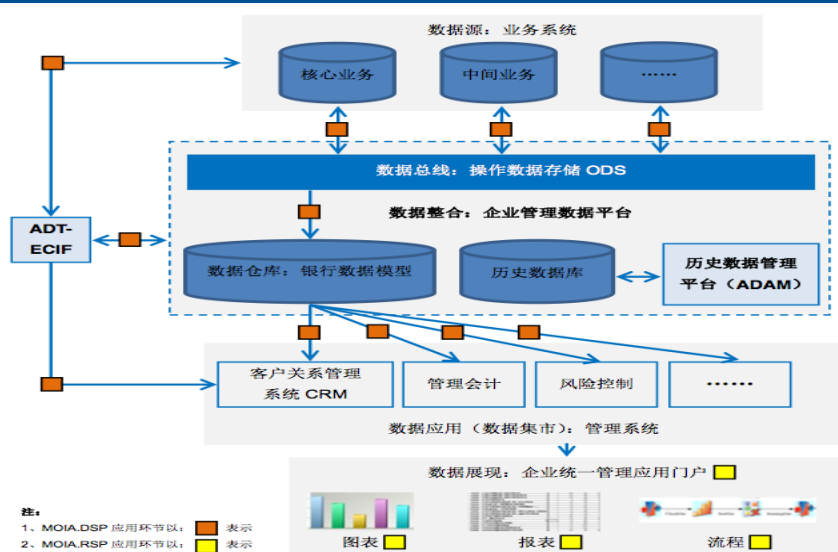 数据源：业务系统
核心业务
中间业务
……
数据总线：操作数据存储 ODS
数据整合：企业管理数据平台
ADT-
ECIF
数据仓库：银行数据模型
历史数据库
历史数据管理
平台（ADAM）
客户关系管理
系统 CRM
管理会计
风险控制
……
数据应用（数据集市）：管理系统
数据展现：企业统一管理应用门户
图表
报表
流程
注：
1、MOIA.DSP 应用环节以： 表示
2、MOIA.RSP 应用环节以： 表示